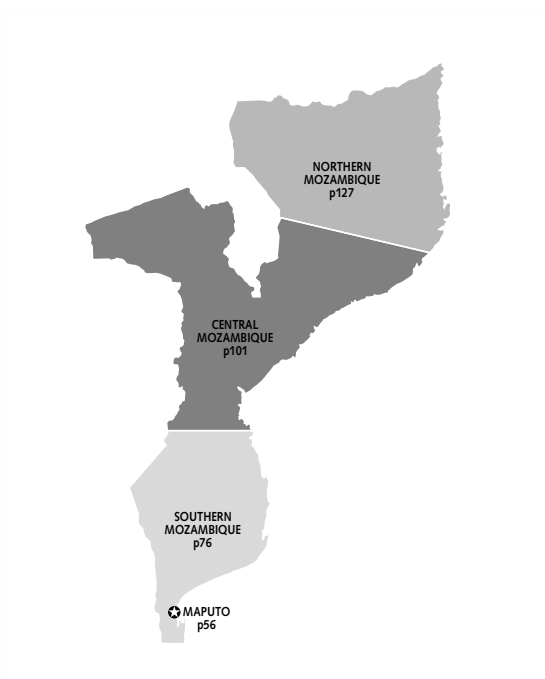 NORTHERN
MOZAMBIQUE
p127
CENTRAL
MOZAMBIQUE
p101
SOUTHERN
MOZAMBIQUE
p76
MAPUTO
p56